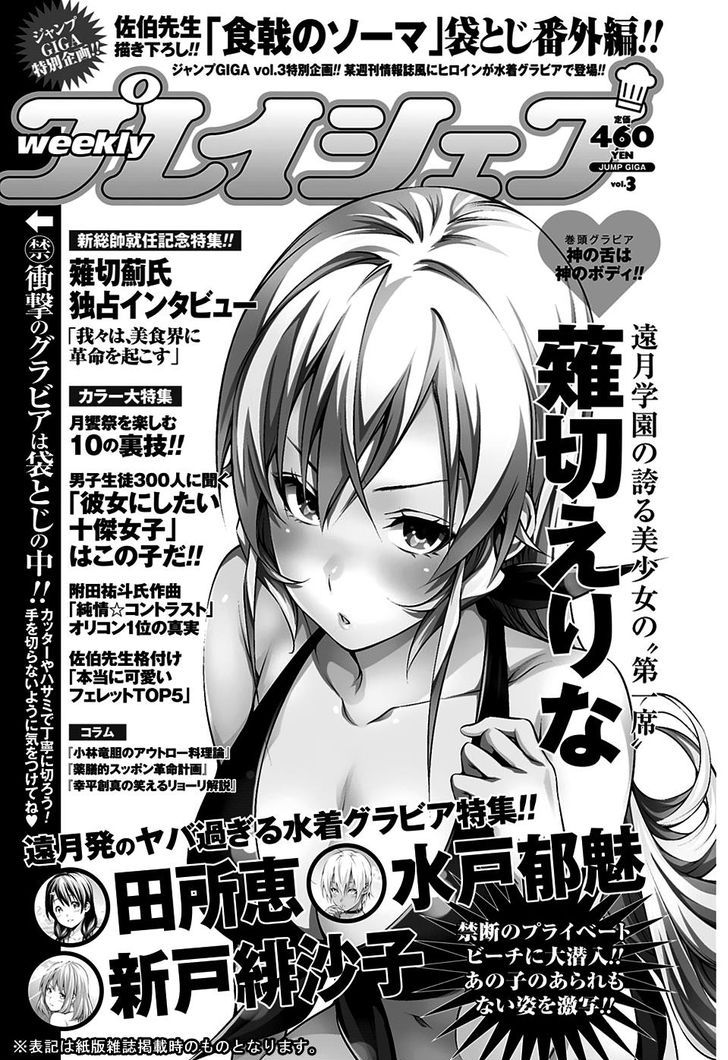 ジャンプ
GIGA
特別企画!!
佐伯先生
描き下ろし!!
「食戟のソーマ」袋とじ番外編!!
ジャンプGIGA vol.3特別企画!! 某週刊情報誌風にヒロインが水着グラビアで登場!!
weekly
プレイシェフ
定価
460
YEN
JUMP GIGA
vol.3
巻頭グラビア
神の舌は
神のボディ!!
遠月学園の誇る美少女の〝第一席〟
薙切えりな
新総帥就任記念特集!!
薙切薊氏
独占インタビュー
「我々は、美食界に
革命を起こす」
カラー大特集
月饗祭を楽しむ
10の裏技!!
男子生徒300人に聞く
「彼女にしたい
十傑女子」
はこの子だ!!
附田祐斗氏作曲
「純情☆コントラスト」
オリコン1位の真実
佐伯先生格付け
「本当に可愛い
フェレットTOP5」
コラム
『小林竜胆のアウトロー料理論』
『薬膳的スッポン革命計画』
『幸平創真の笑えるリョーリ解説』
←
禁衝撃のグラビアは袋とじの中!!
カッターやハサミで丁寧に切ろう!
手を切らないように気をつけてね♥
遠月発のヤバ過ぎる水着グラビア特集!!
田所恵
水戸郁魅
新戸緋沙子
禁断のプライベート
ビーチに大潜入!!
あの子のあられも
ない姿を激写!!
※表記は紙版雑誌掲載時のものとなります。